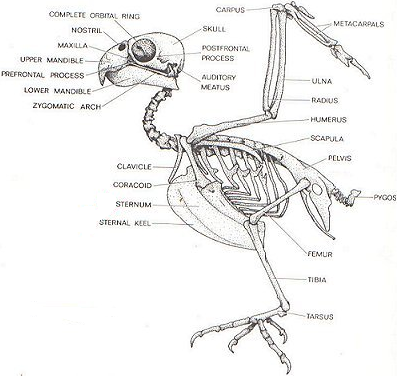 COMPLETE ORBITAL RING
NOSTRIL
MAXILLA
UPPER MANDIBLE
PREFRONTAL PROCESS
LOWER MANDIBLE
ZYGOMATIC ARCH
SKULL
POSTFRONTAL
PROCESS
AUDITORY
MEATUS
CARPUS
METACARPALS
ULNA
RADIUS
HUMERUS
SCAPULA
PELVIS
PYGOS
CLAVICLE
CORACOID
STERNUM
STERNAL KEEL
FEMUR
TIBIA
TARSUS